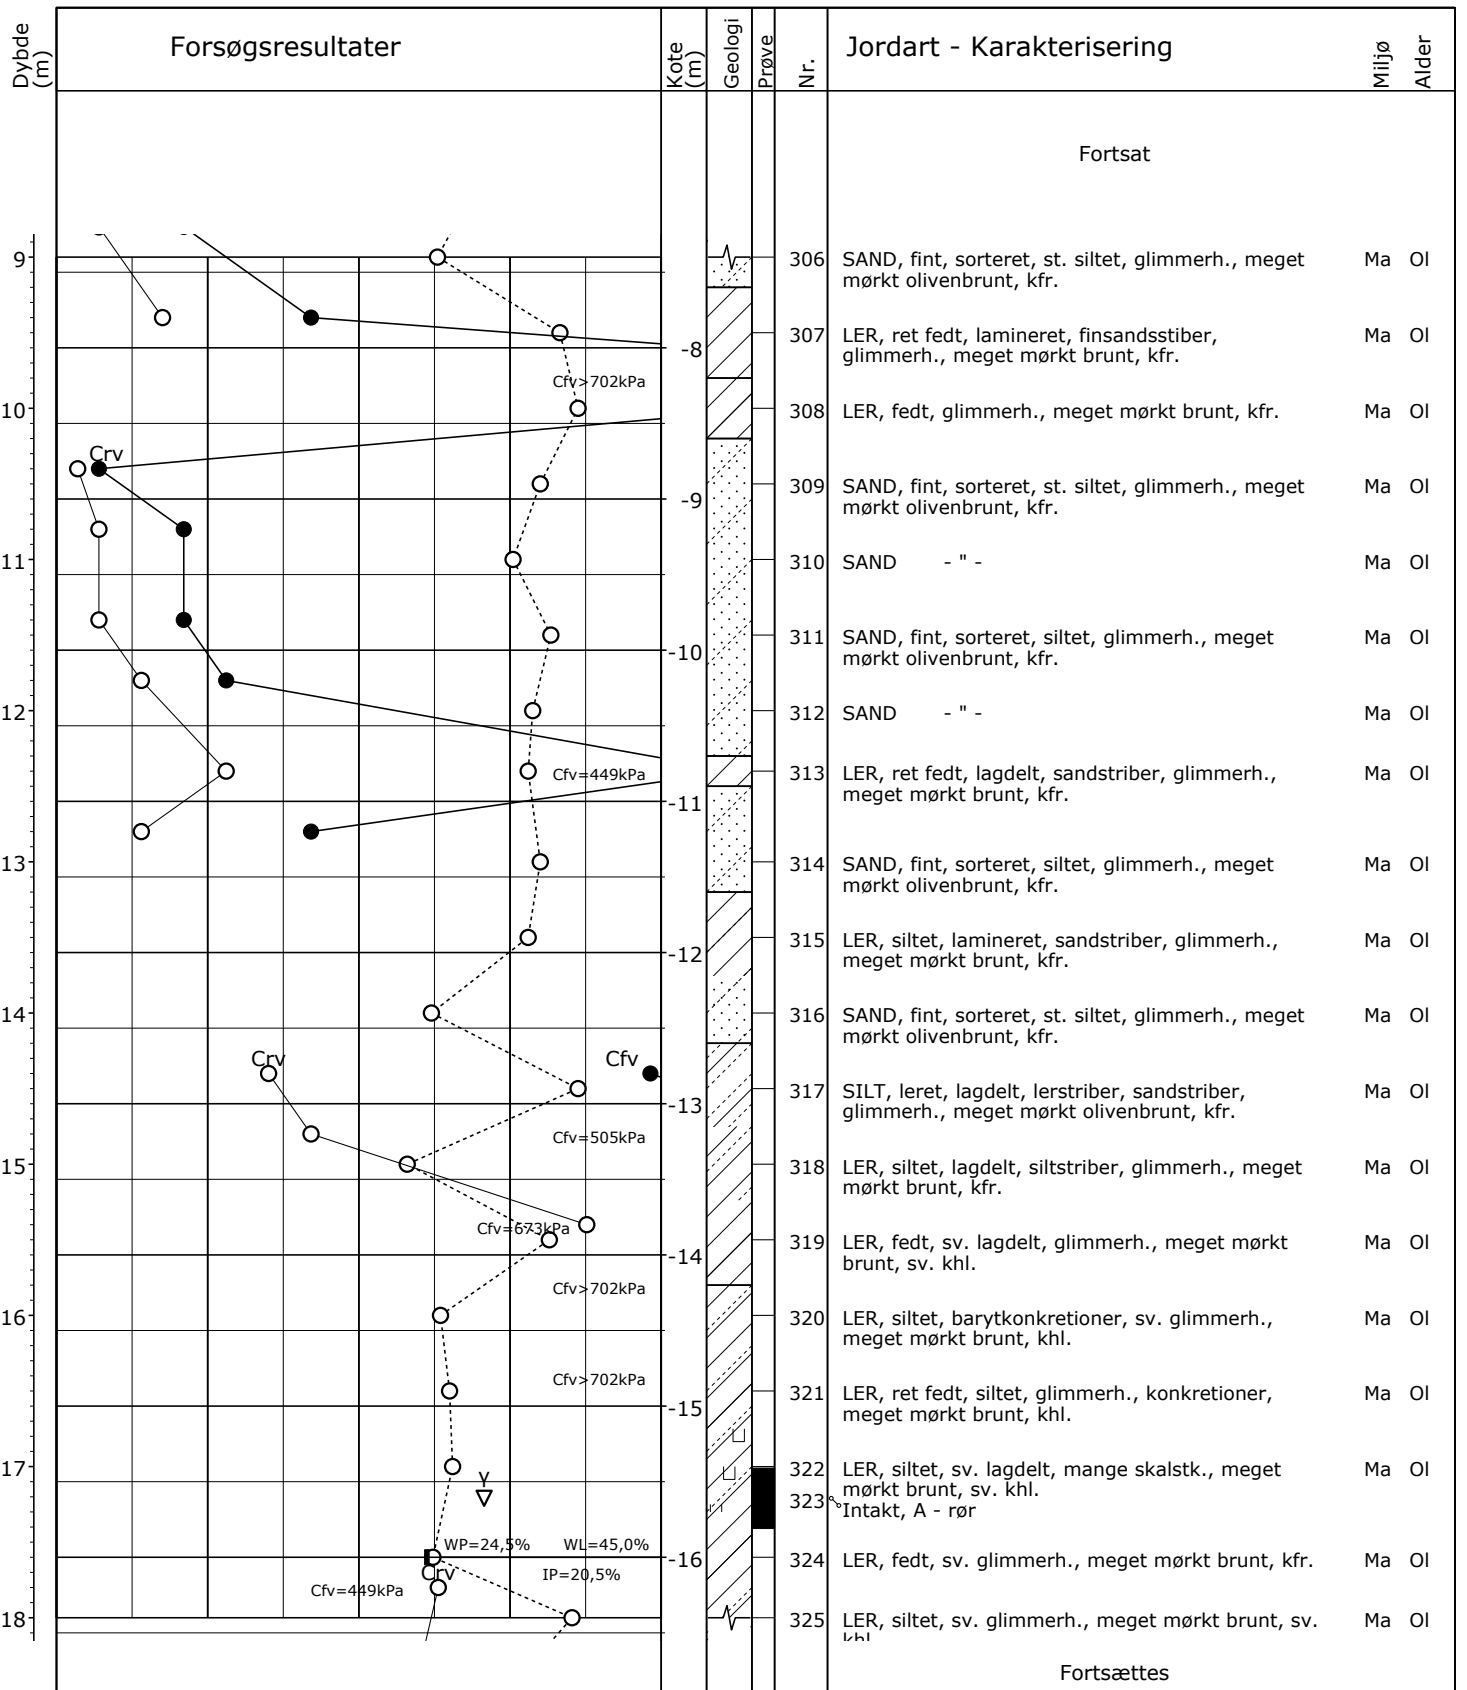 Dybde (m)
Forsøgsresultater
Kote (m)
Geologi
Prøve
Nr.
Jordart - Karakterisering
Miljø
Alder
Fortsat
9
306 SAND, fint, sorteret, st. siltet, glimmerh., meget Ma Ol
mørkt olivenbrunt, kfr.
307 LER, ret fedt, lamineret, finsandsstiber, Ma Ol
glimmerh., meget mørkt brunt, kfr.
-8
Cfv>702kPa
10
308 LER, fedt, glimmerh., meget mørkt brunt, kfr. Ma Ol
Crv
309 SAND, fint, sorteret, st. siltet, glimmerh., meget Ma Ol
mørkt olivenbrunt, kfr.
-9
11
310 SAND - " - Ma Ol
311 SAND, fint, sorteret, siltet, glimmerh., meget Ma Ol
mørkt olivenbrunt, kfr.
-10
12
312 SAND - " - Ma Ol
Cfv=449kPa
313 LER, ret fedt, lagdelt, sandstriber, glimmerh., Ma Ol
meget mørkt brunt, kfr.
-11
13
314 SAND, fint, sorteret, siltet, glimmerh., meget Ma Ol
mørkt olivenbrunt, kfr.
315 LER, siltet, lamineret, sandstriber, glimmerh., Ma Ol
meget mørkt brunt, kfr.
-12
14
316 SAND, fint, sorteret, st. siltet, glimmerh., meget Ma Ol
mørkt olivenbrunt, kfr.
Crv
Cfv
317 SILT, leret, lagdelt, lerstriber, sandstriber, Ma Ol
glimmerh., meget mørkt olivenbrunt, kfr.
-13
Cfv=505kPa
15
318 LER, siltet, lagdelt, siltstriber, glimmerh., meget Ma Ol
mørkt brunt, kfr.
Cfv=673kPa
319 LER, fedt, sv. lagdelt, glimmerh., meget mørkt Ma Ol
brunt, sv. khl.
-14
Cfv>702kPa
16
320 LER, siltet, barytkonkretioner, sv. glimmerh., Ma Ol
meget mørkt brunt, khl.
Cfv>702kPa
321 LER, ret fedt, siltet, glimmerh., konkretioner, Ma Ol
meget mørkt brunt, khl.
-15
17
γ
322 LER, siltet, sv. lagdelt, mange skalstk., meget Ma Ol
mørkt brunt, sv. khl.
323 Intakt, A - rør
WP=24,5% WL=45,0%
-16
324 LER, fedt, sv. glimmerh., meget mørkt brunt, kfr. Ma Ol
Crv
IP=20,5%
Cfv=449kPa
18
325 LER, siltet, sv. glimmerh., meget mørkt brunt, sv. Ma Ol
khl
Fortsættes